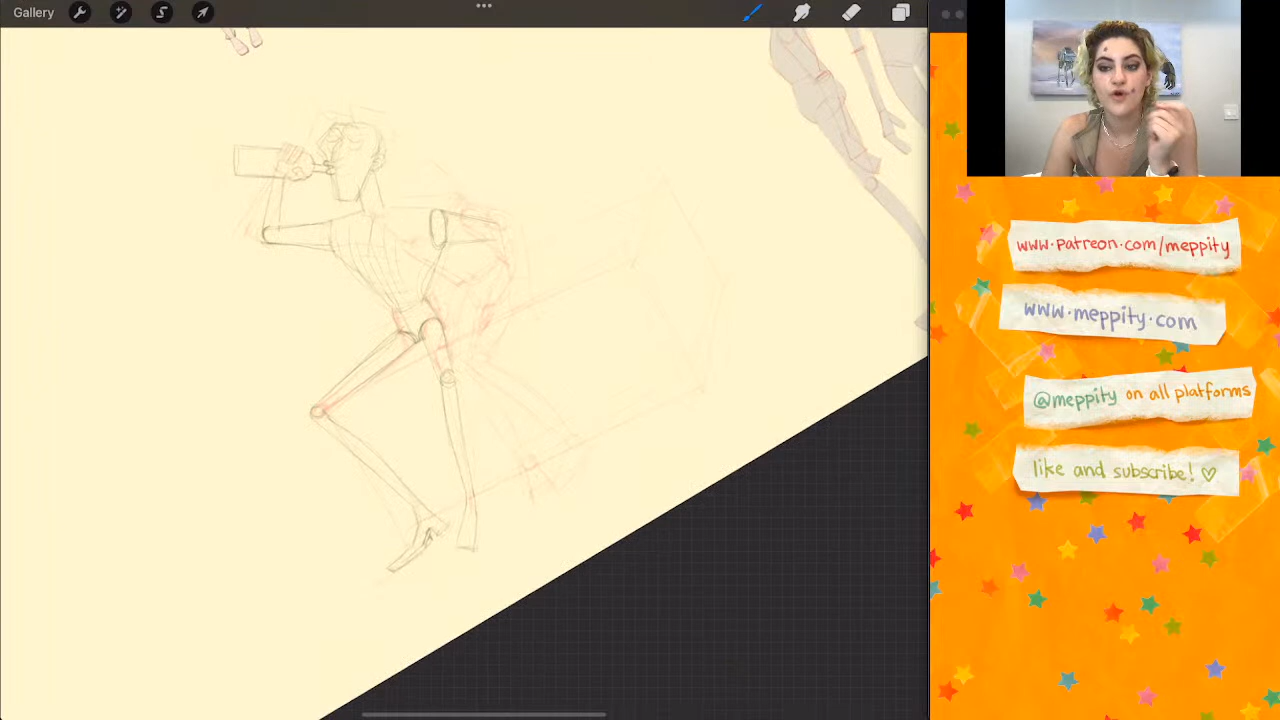 Gallery
www.patreon.com/meppity
www.meppity.com
@meppity on all platforms
like and subscribe! ♡